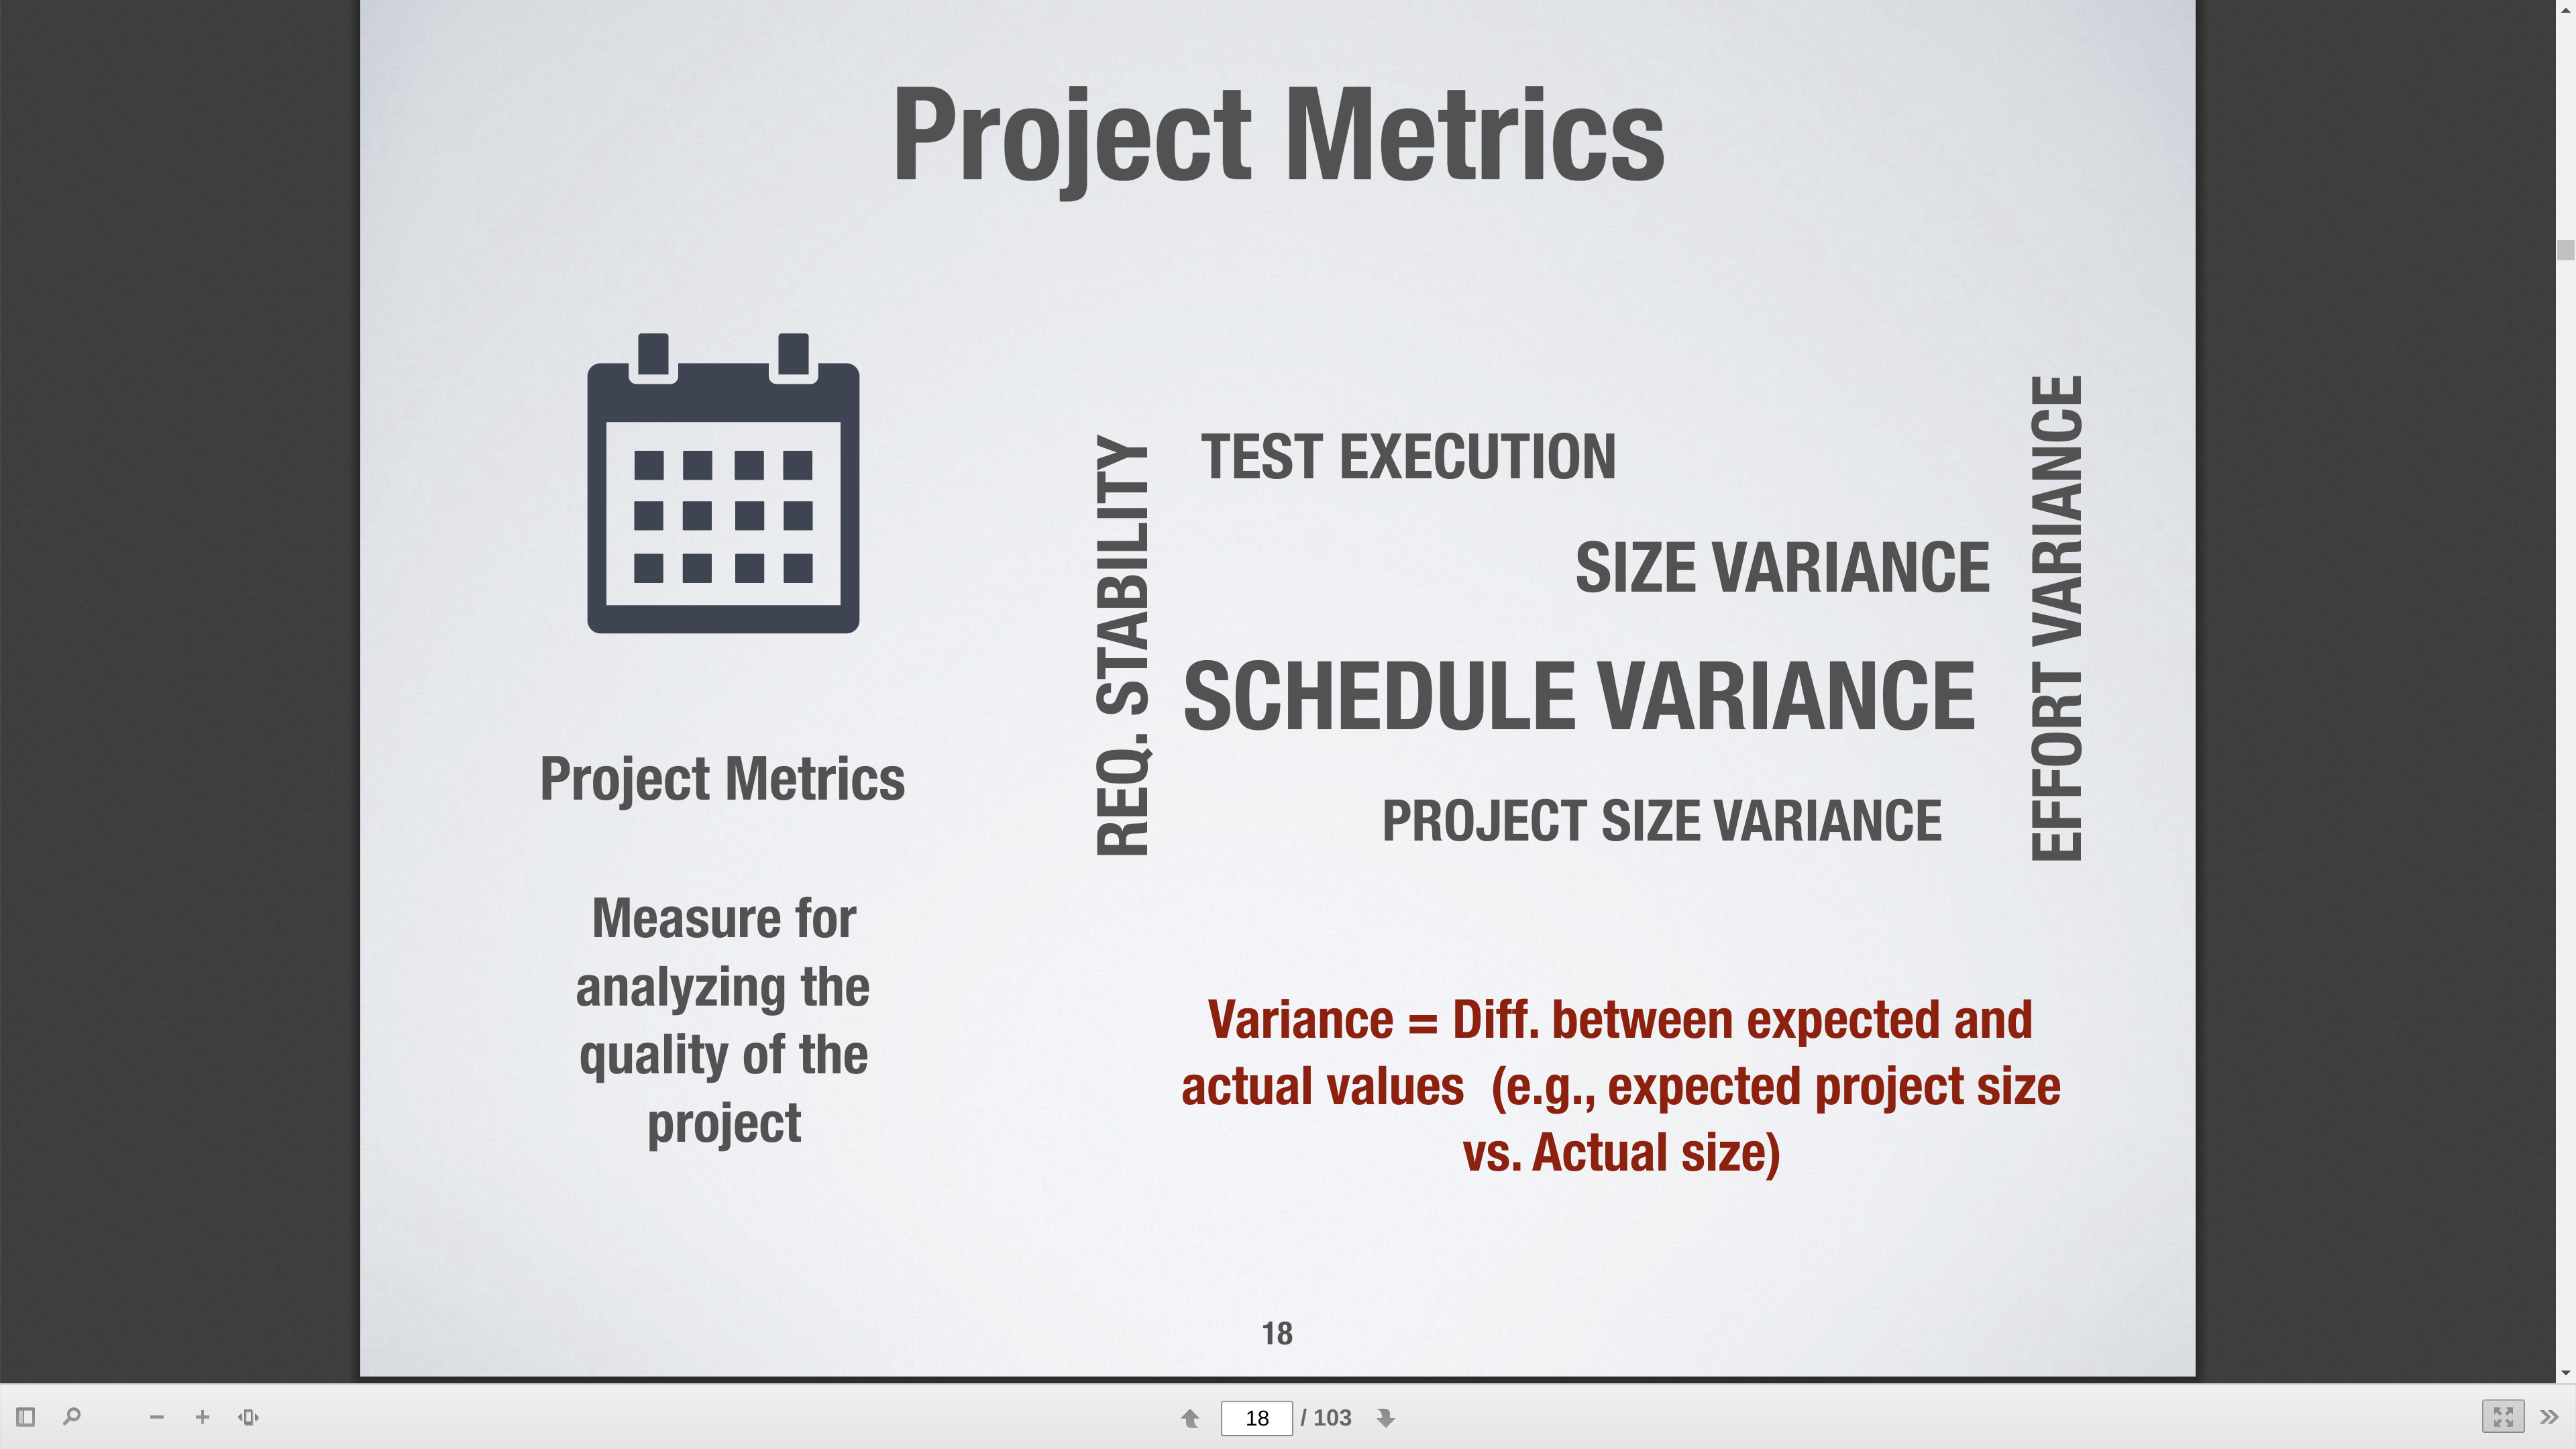 Project Metrics
Project Metrics
Measure for
analyzing the
quality of the
project
REQ. STABILITY
TEST EXECUTION
SIZE VARIANCE
SCHEDULE VARIANCE
PROJECT SIZE VARIANCE
EFFORT VARIANCE
Variance = Diff. between expected and
actual values (e.g., expected project size
vs. Actual size)
18
18 / 103